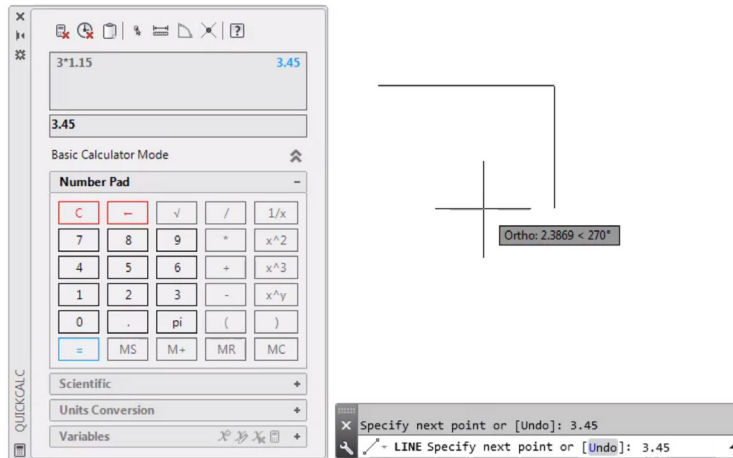 3*1.15 3.45
3.45
Basic Calculator Mode
Number Pad -
C ← √ / 1/x
7 8 9 * x^2
4 5 6 + x^3
1 2 3 - x^y
0 . pi ( )
= MS M+ MR MC
Scientific +
Units Conversion +
Variables +
QUICKCALC
Ortho: 2.3869 < 270°
Specify next point or [Undo]: 3.45
LINE Specify next point or [Undo]: 3.45